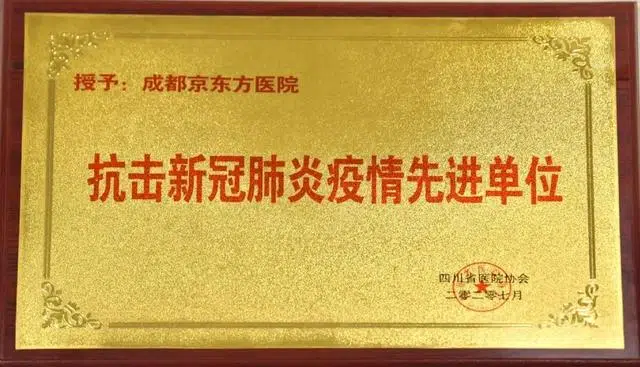 授予：成都京东方医院
抗击新冠肺炎疫情先进单位
四川省医院协会
二零二零七月